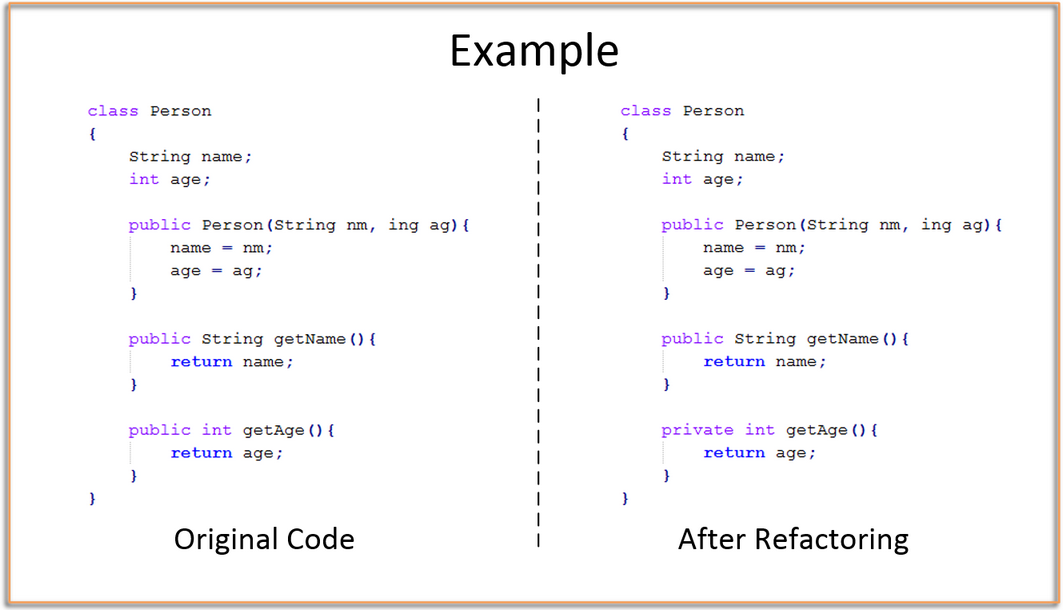 Example
class Person
{
    String name;
    int age;

    public Person(String nm, ing ag){
        name = nm;
        age = ag;
    }

    public String getName(){
        return name;
    }

    public int getAge(){
        return age;
    }
}
Original Code
class Person
{
    String name;
    int age;

    public Person(String nm, ing ag){
        name = nm;
        age = ag;
    }

    public String getName(){
        return name;
    }

    private int getAge(){
        return age;
    }
}
After Refactoring